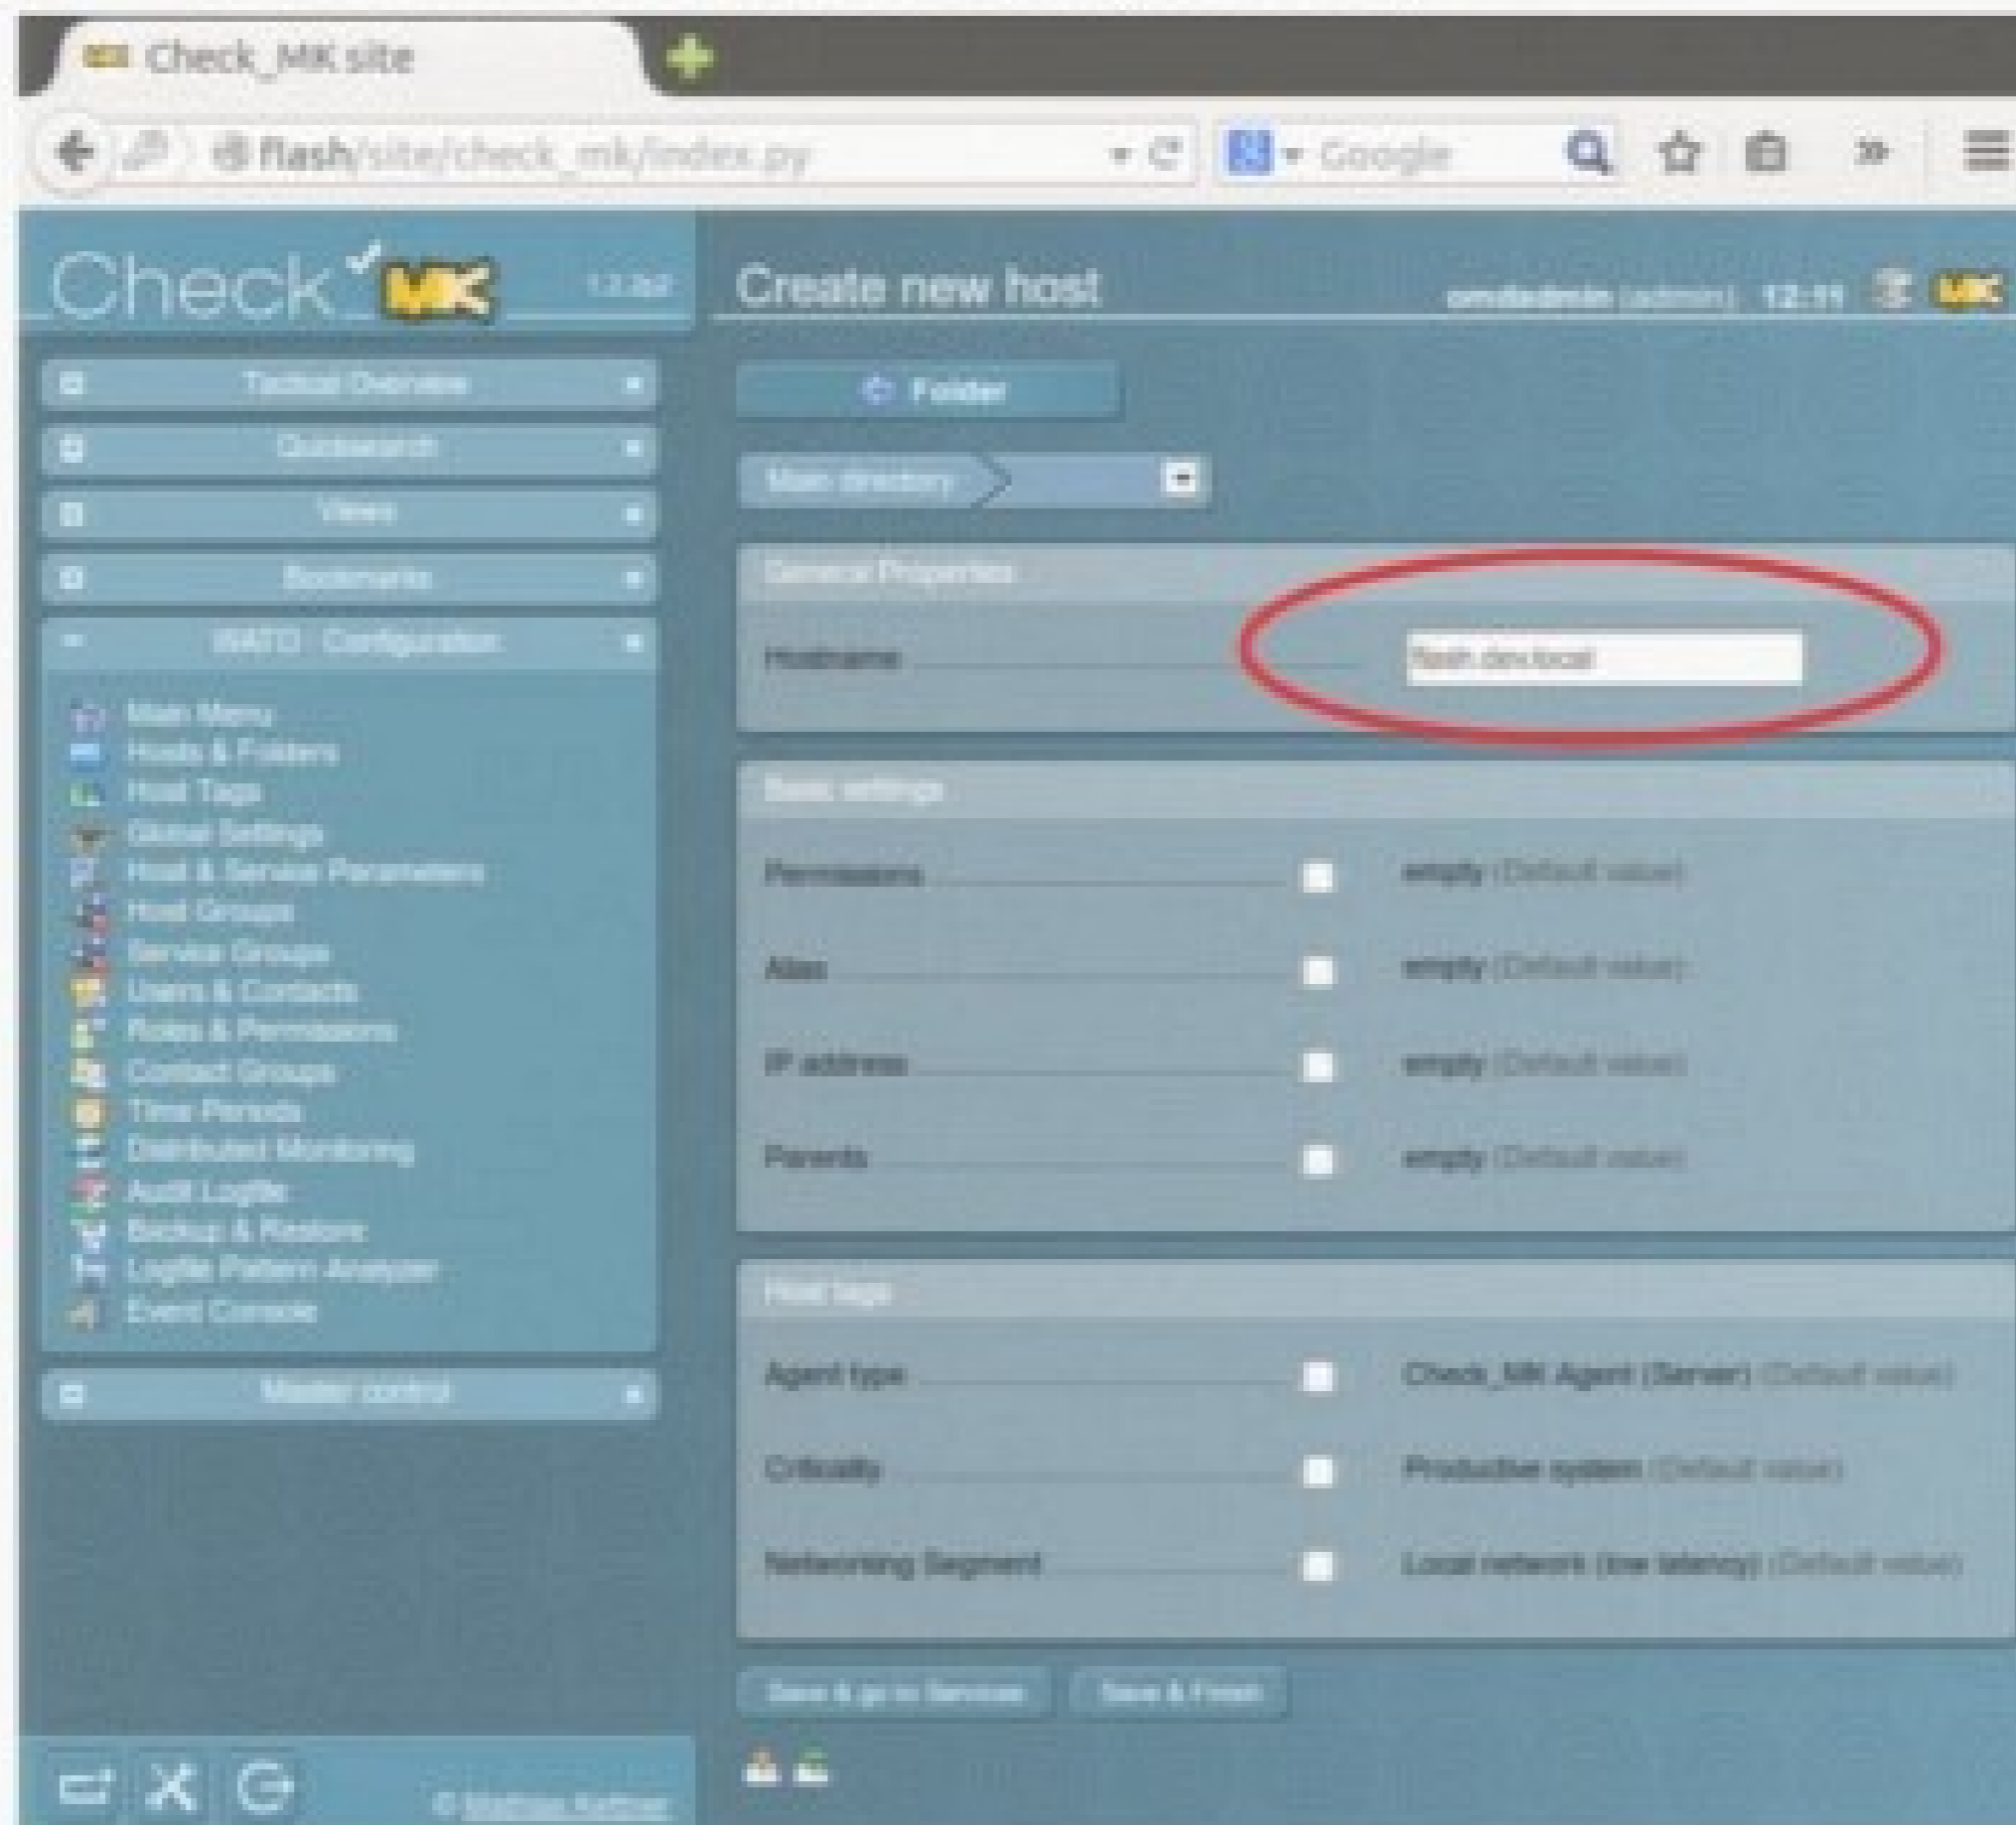 Check_MK site
flash/site/check_mk/index.py
Google
Check MK
Create new host
omdadmin (admin) 12:11
MK
Folder
Main directory
Tactical Overview
Quicksearch
Views
Bookmarks
WATO · Configuration
Main Menu
Hosts & Folders
Host Tags
Global Settings
Host & Service Parameters
Host Groups
Service Groups
Users & Contacts
Roles & Permissions
Contact Groups
Time Periods
Distributed Monitoring
Audit Logfile
Backup & Restore
Logfile Pattern Analyzer
Event Console
Master control
© Mathias Kettner
General Properties
Hostname flash.dev.local
Basic settings
Permissions empty (Default value)
Alias empty (Default value)
IP address empty (Default value)
Parents empty (Default value)
Host tags
Agent type Check_MK Agent (Server) (Default value)
Criticality Productive system (Default value)
Networking Segment Local network (low latency) (Default value)
Save & go to Services Save & Finish